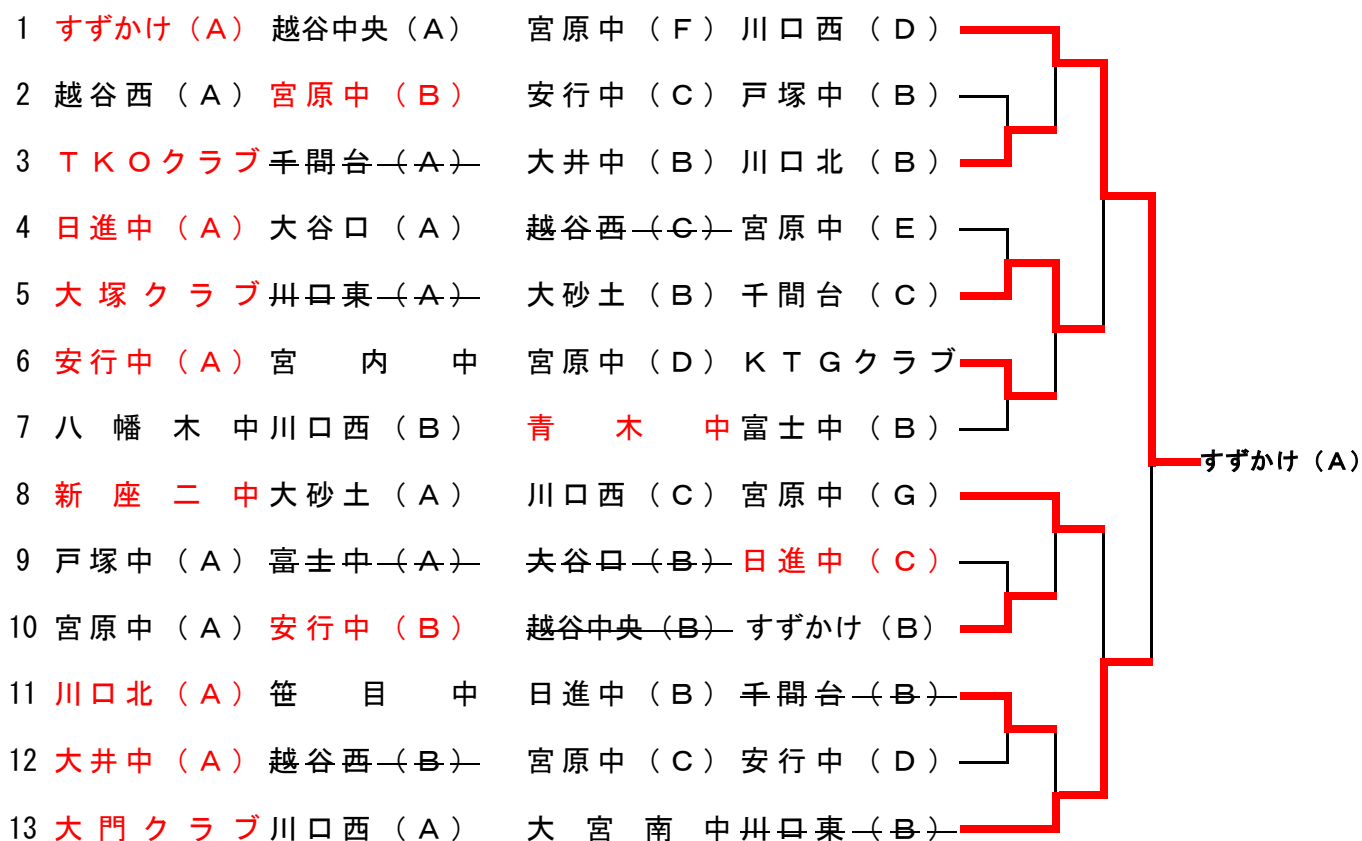 1 すずかけ（A） 越谷中央（A） 宮原中（F） 川口西（D）
2 越谷西（A） 宮原中（B） 安行中（C） 戸塚中（B）
3 TKOクラブ 千間台（A） 大井中（B） 川口北（B）
4 日進中（A） 大谷口（A） 越谷西（C） 宮原中（E）
5 大塚クラブ 川口東（A） 大砂土（B） 千間台（C）
6 安行中（A） 宮内中 宮原中（D） KTGクラブ
7 八幡木中 川口西（B） 青木中 富士中（B）
すずかけ（A）
8 新座二中 大砂土（A） 川口西（C） 宮原中（G）
9 戸塚中（A） 富士中（A） 大谷口（B） 日進中（C）
10 宮原中（A） 安行中（B） 越谷中央（B） すずかけ（B）
11 川口北（A） 笹目中 日進中（B） 千間台（B）
12 大井中（A） 越谷西（B） 宮原中（C） 安行中（D）
13 大門クラブ 川口西（A） 大宮南中 川口東（B）